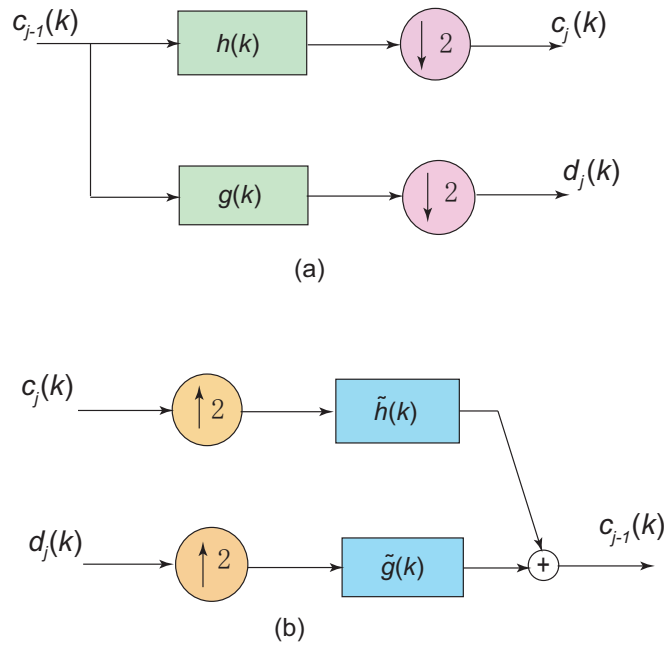 c_{j-1}(k)
h(k)
↓ 2
c_j(k)
g(k)
↓ 2
d_j(k)
(a)
c_j(k)
↑ 2
h̃(k)
c_{j-1}(k)
d_j(k)
↑ 2
g̃(k)
+
(b)